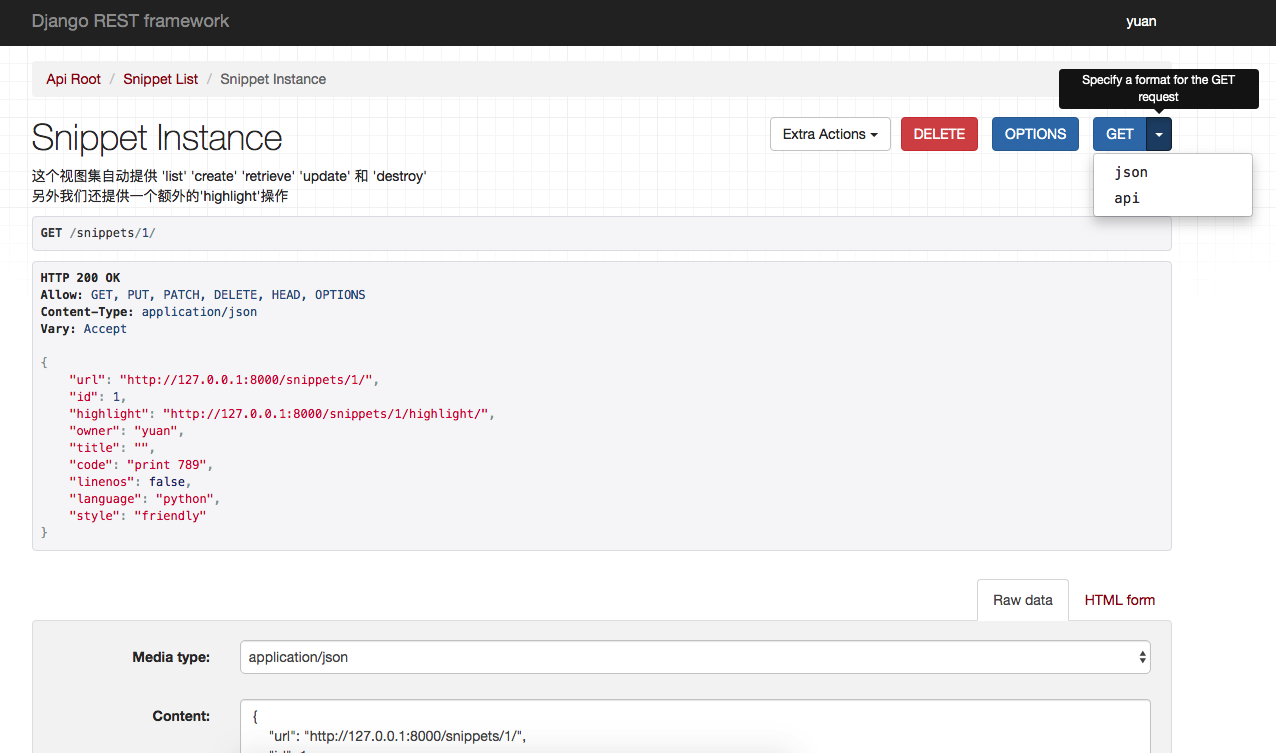 Django REST framework
yuan
Api Root / Snippet List / Snippet Instance
Specify a format for the GET
request
Snippet Instance
Extra Actions
DELETE
OPTIONS
GET
json
api
这个视图集自动提供 'list' 'create' 'retrieve' 'update' 和 'destroy'
另外我们还提供一个额外的'highlight'操作
GET /snippets/1/
HTTP 200 OK
Allow: GET, PUT, PATCH, DELETE, HEAD, OPTIONS
Content-Type: application/json
Vary: Accept
{
"url": "http://127.0.0.1:8000/snippets/1/",
"id": 1,
"highlight": "http://127.0.0.1:8000/snippets/1/highlight/",
"owner": "yuan",
"title": "",
"code": "print 789",
"linenos": false,
"language": "python",
"style": "friendly"
}
Raw data
HTML form
Media type:
application/json
Content:
{
"url": "http://127.0.0.1:8000/snippets/1/",